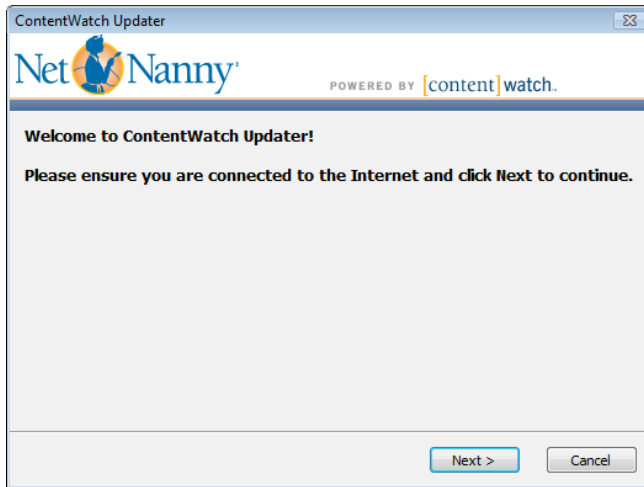 ContentWatch Updater
Net Nanny
POWERED BY [content]watch.
Welcome to ContentWatch Updater!
Please ensure you are connected to the Internet and click Next to continue.
Next > Cancel